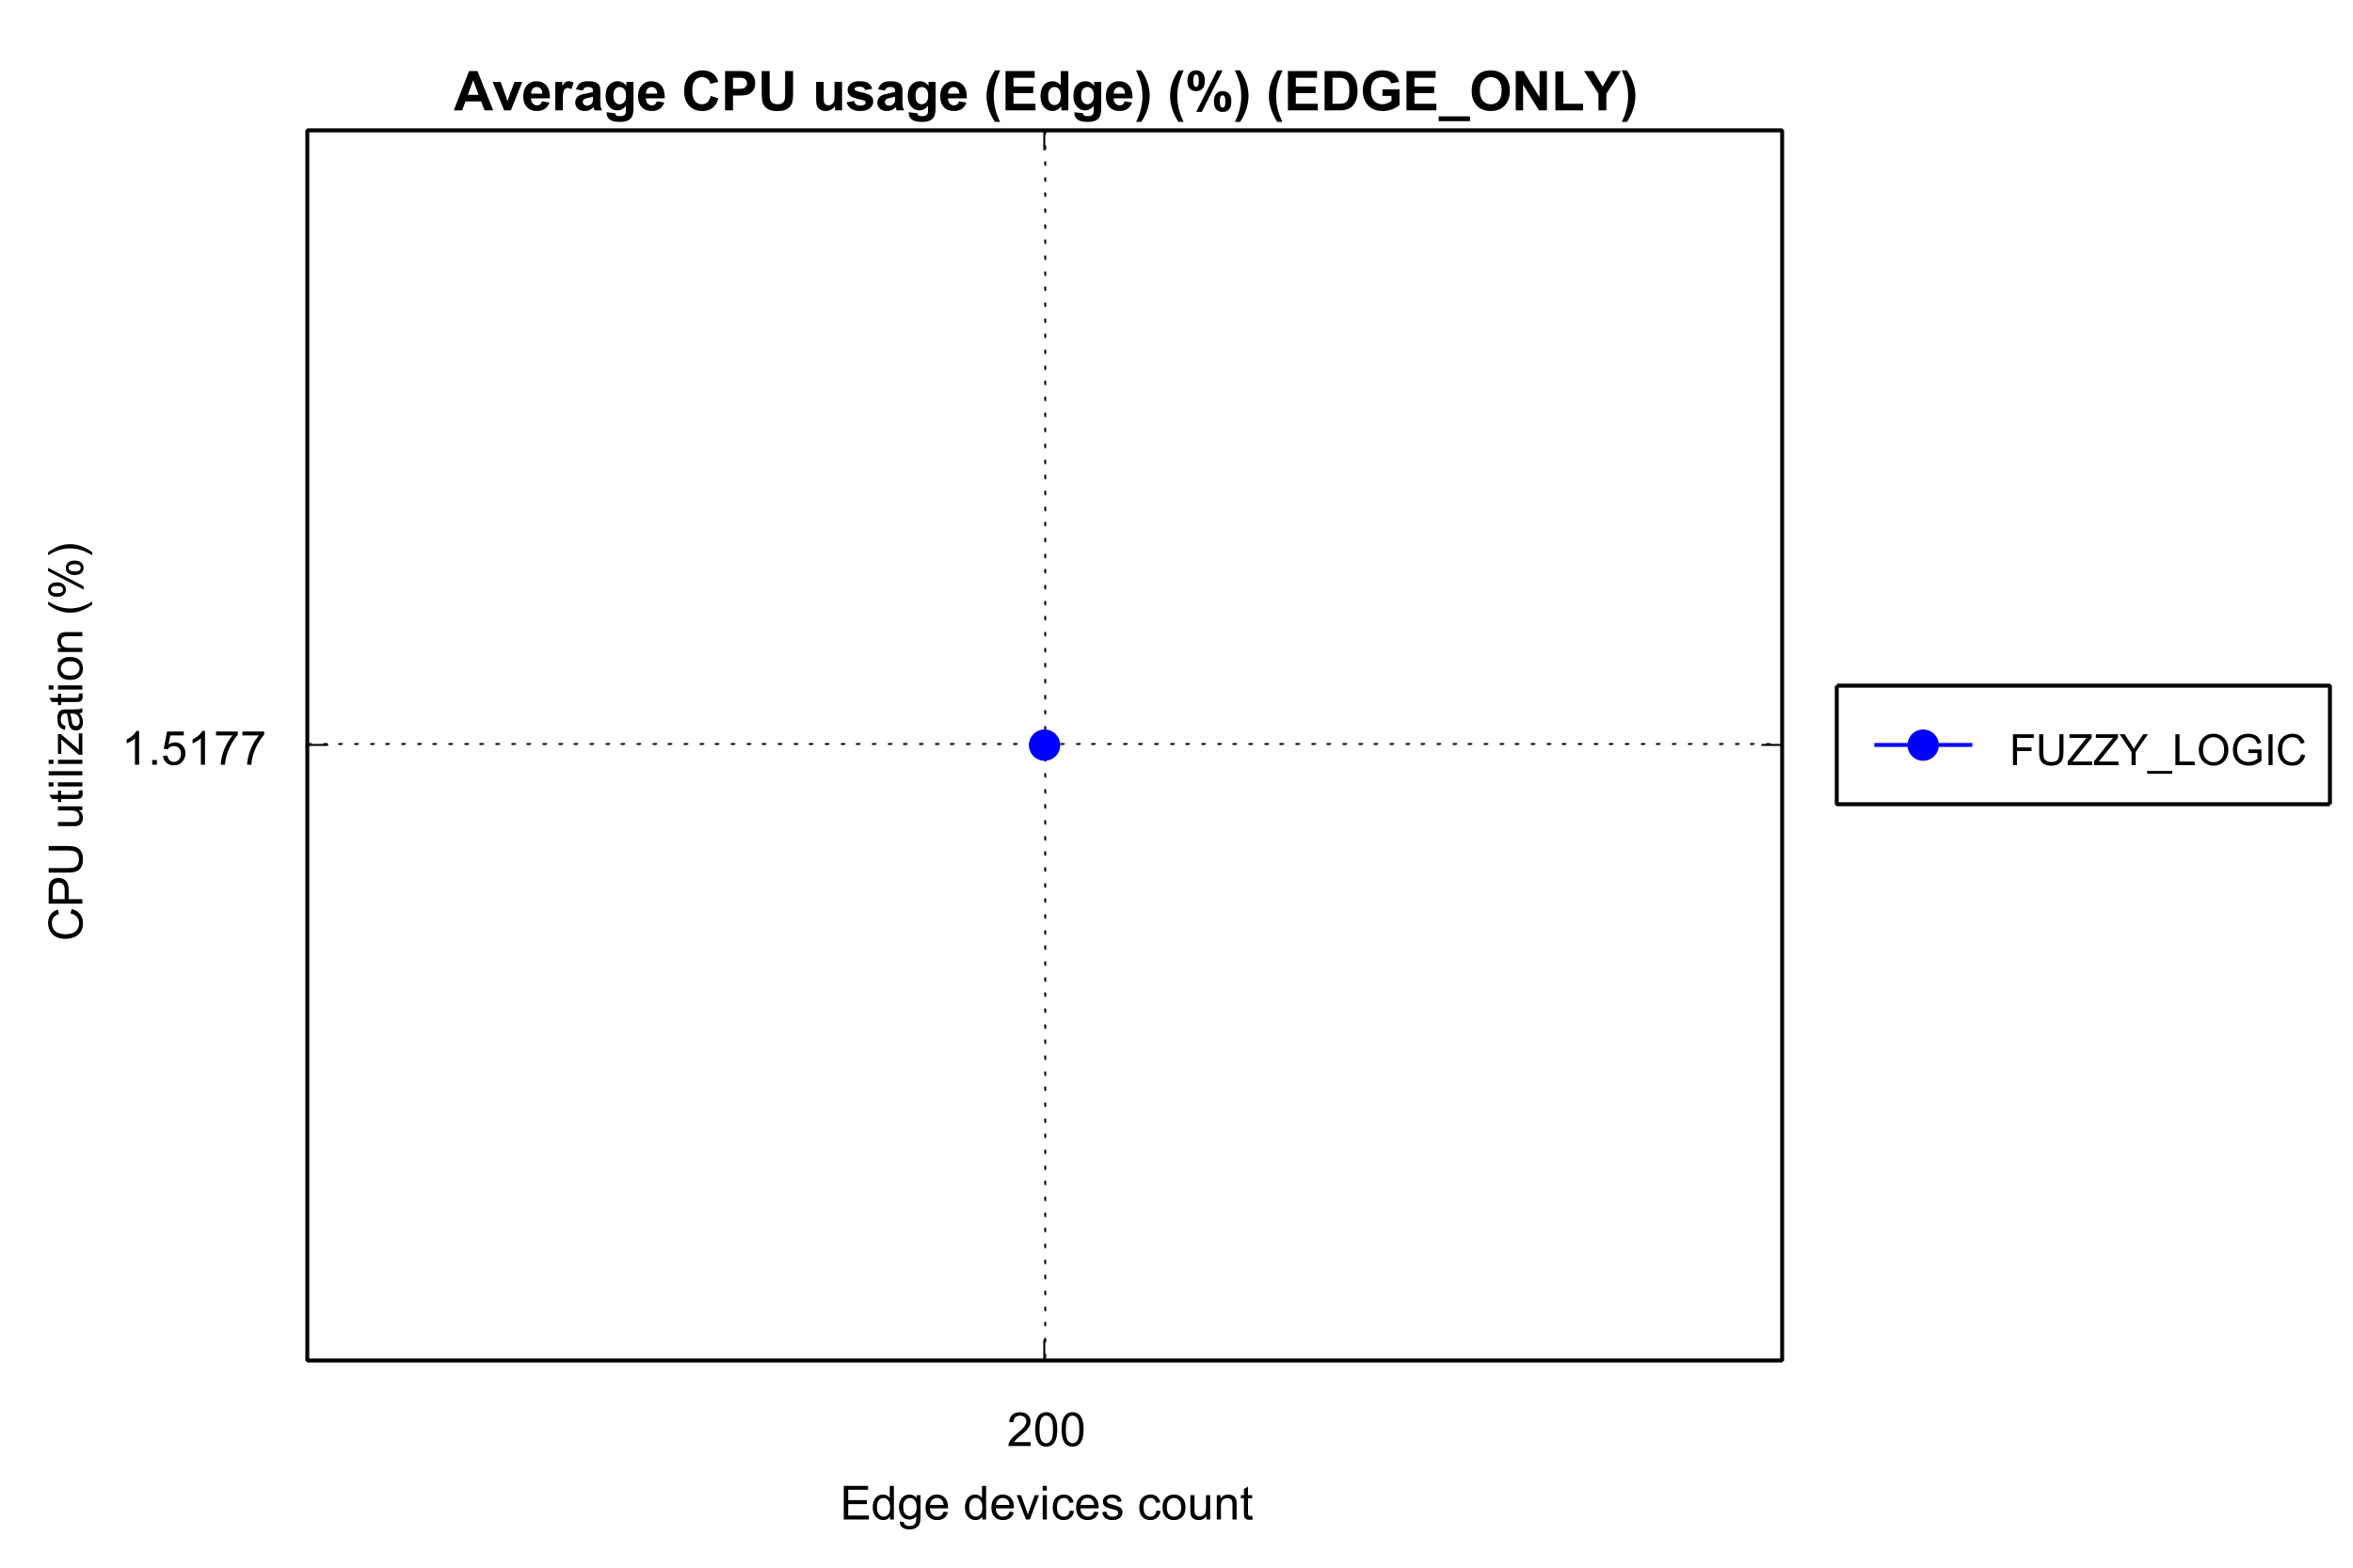 Average CPU usage (Edge) (%) (EDGE_ONLY)
CPU utilization (%)
1.5177
FUZZY_LOGIC
200
Edge devices count